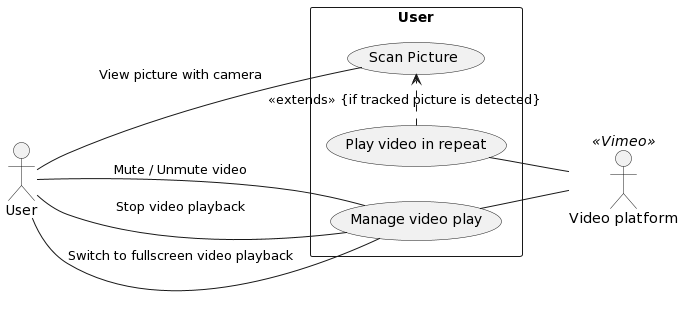 User
Scan Picture
View picture with camera
«extends» {if tracked picture is detected}
«Vimeo»
Play video in repeat
Mute / Unmute video
User
Stop video playback
Manage video play
Video platform
Switch to fullscreen video playback